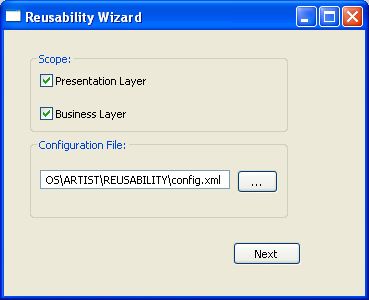 Reusability Wizard
Scope:
Presentation Layer
Business Layer
Configuration File:
OS\ARTIST\REUSABILITY\config.xml
...
Next